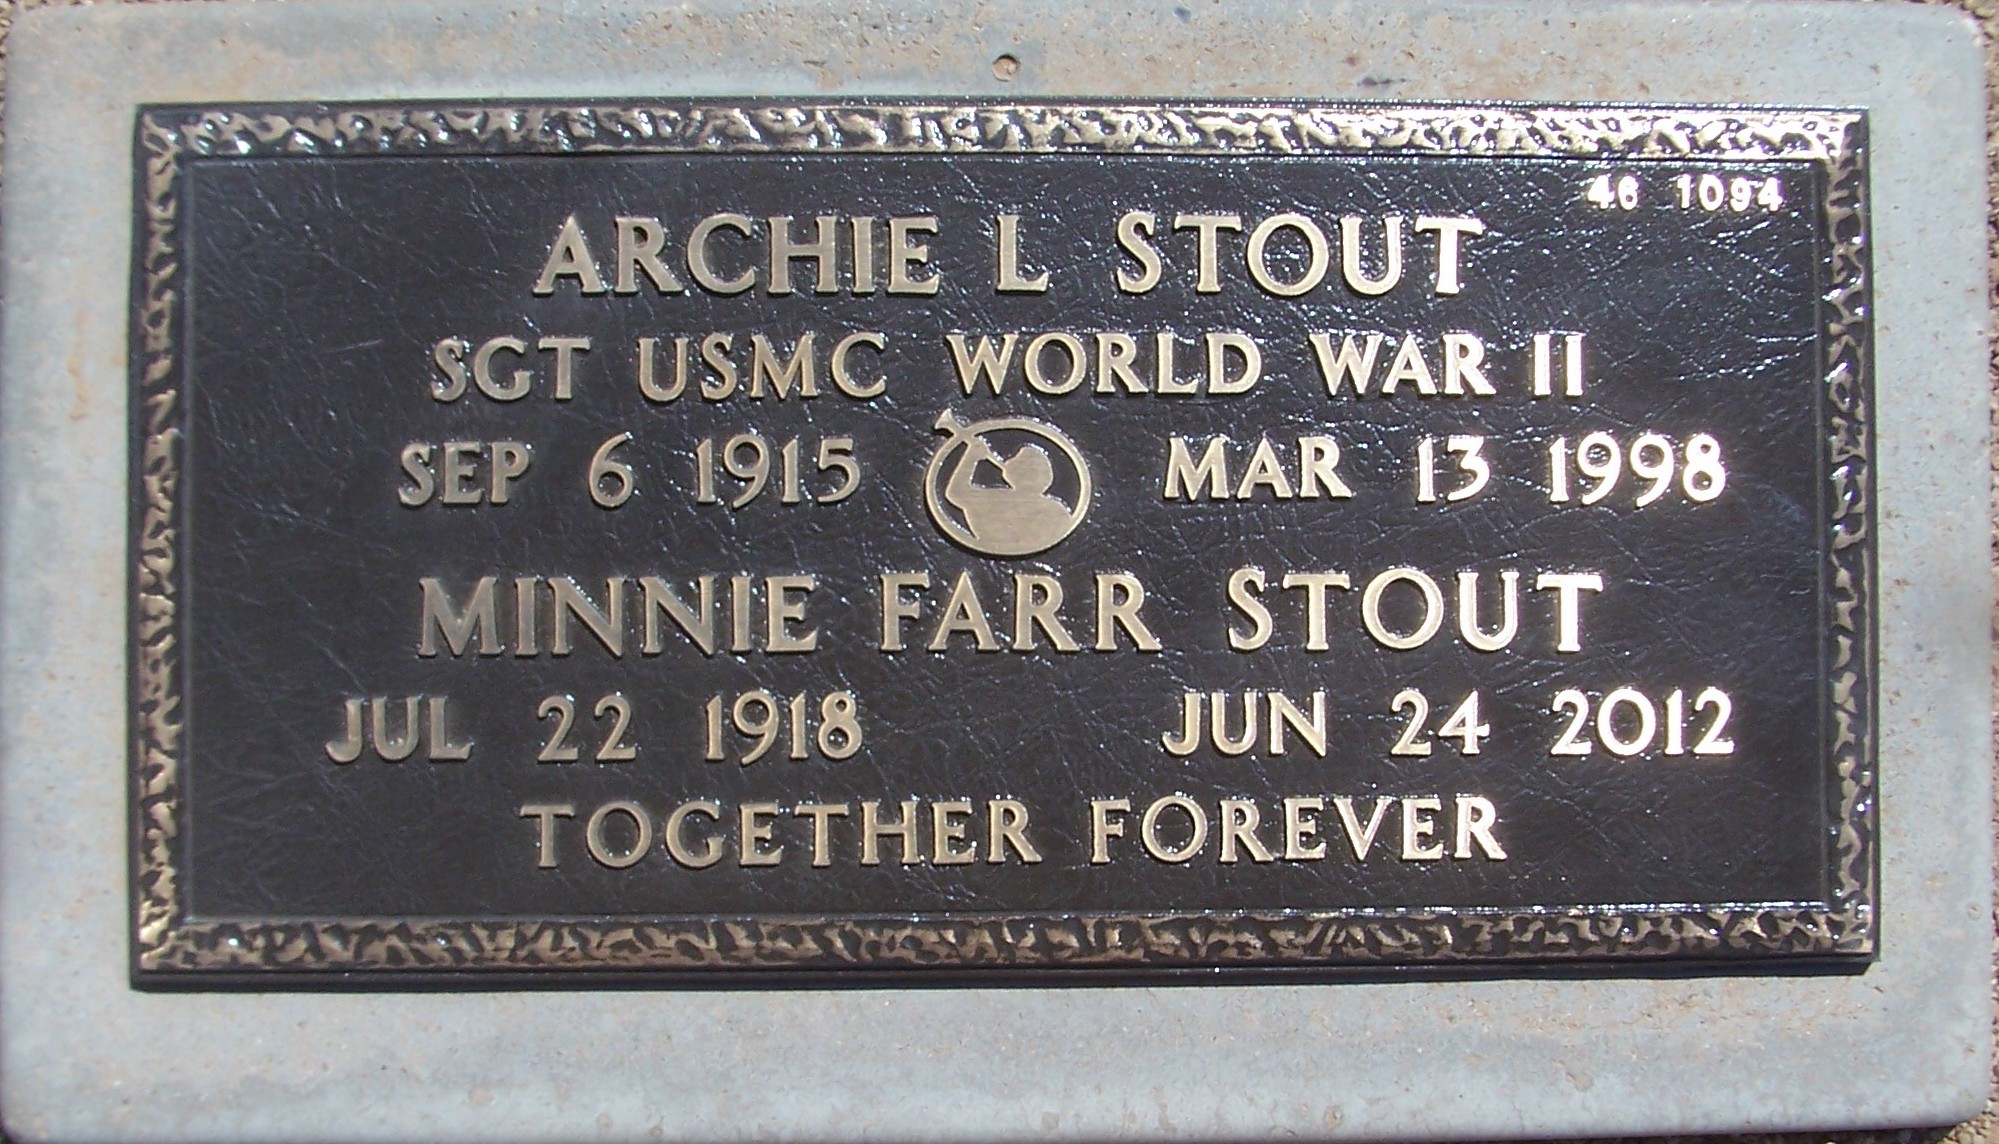 46 1094
ARCHIE L STOUT
SGT USMC WORLD WAR II
SEP 6 1915 MAR 13 1998
MINNIE FARR STOUT
JUL 22 1918 JUN 24 2012
TOGETHER FOREVER